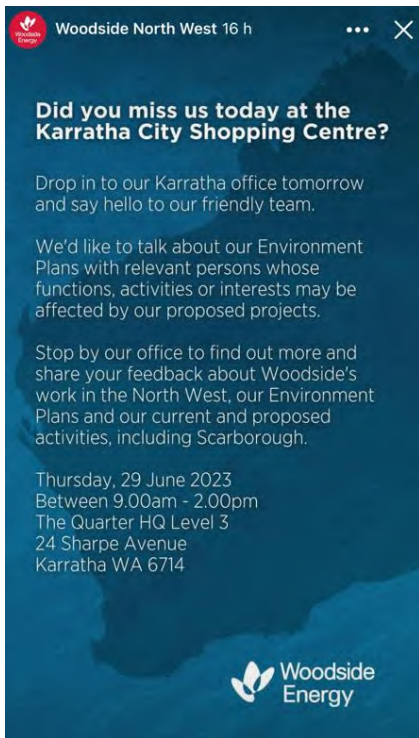 Woodside North West 16 h
Woodside
Energy
Did you miss us today at the
Karratha City Shopping Centre?
Drop in to our Karratha office tomorrow
and say hello to our friendly team.
We'd like to talk about our Environment
Plans with relevant persons whose
functions, activities or interests may be
affected by our proposed projects.
Stop by our office to find out more and
share your feedback about Woodside's
work in the North West, our Environment
Plans and our current and proposed
activities, including Scarborough.
Thursday, 29 June 2023
Between 9.00am - 2.00pm
The Quarter HQ Level 3
24 Sharpe Avenue
Karratha WA 6714
Woodside
Energy